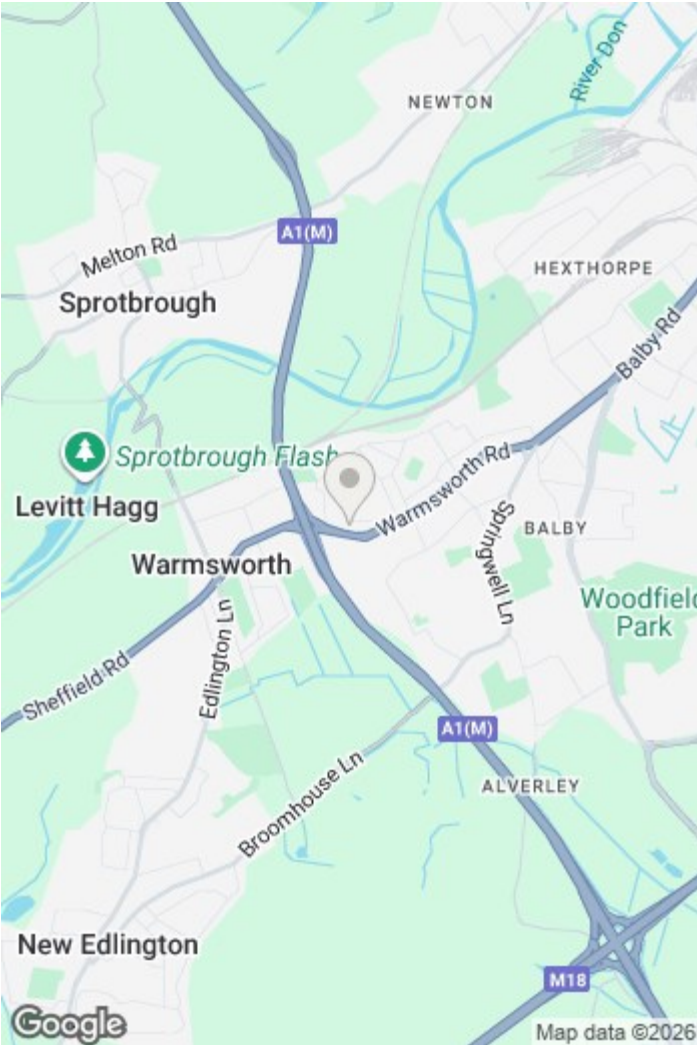 River Don
NEWTON
A1(M)
Melton Rd
HEXTHORPE
Sprotbrough
Balby Rd
Sprotbrough Flash
Warmsworth Rd
Levitt Hagg
Springwell Ln
BALBY
Warmsworth
Woodfield
Park
Edlington Ln
Sheffield Rd
A1(M)
Broomhouse Ln
ALVERLEY
New Edlington
M18
Google
Map data ©2026